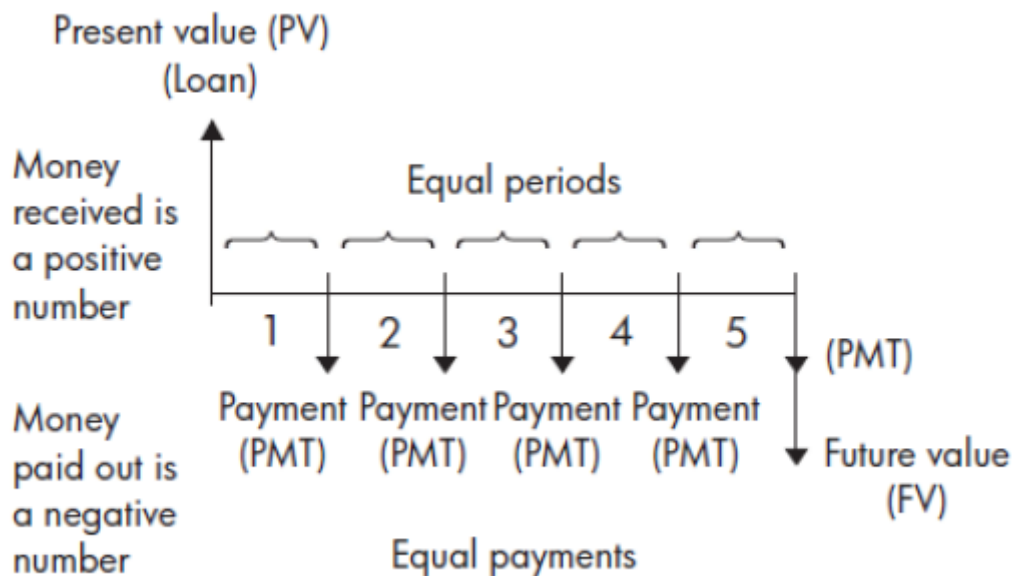 Present value (PV)
(Loan)
Money
received is
a positive
number
Equal periods
1 2 3 4 5
(PMT)
Payment Payment Payment Payment
(PMT) (PMT) (PMT) (PMT)
Money
paid out is
a negative
number
Future value
(FV)
Equal payments